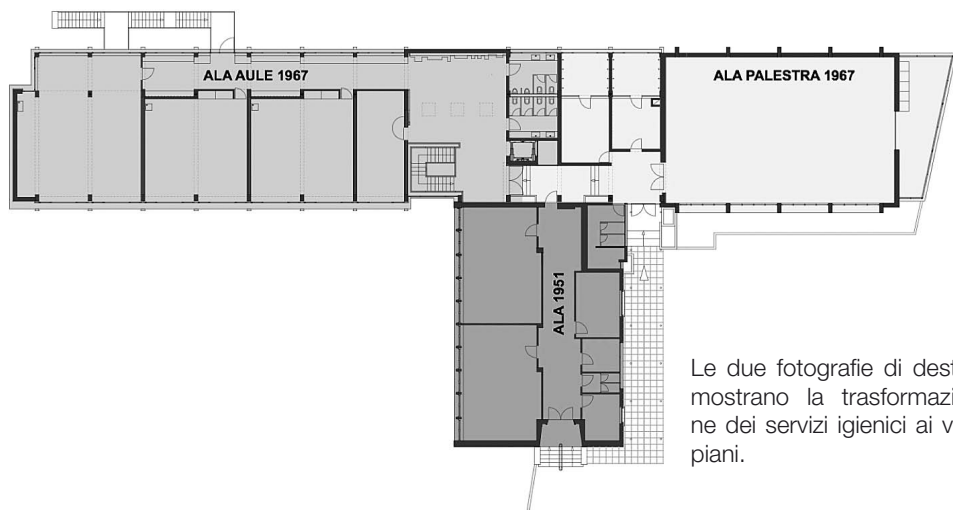 ALA AULE 1967
ALA PALESTRA 1967
ALA 1951
Le due fotografie di dest
mostrano la trasformazi
ne dei servizi igienici ai v
piani.